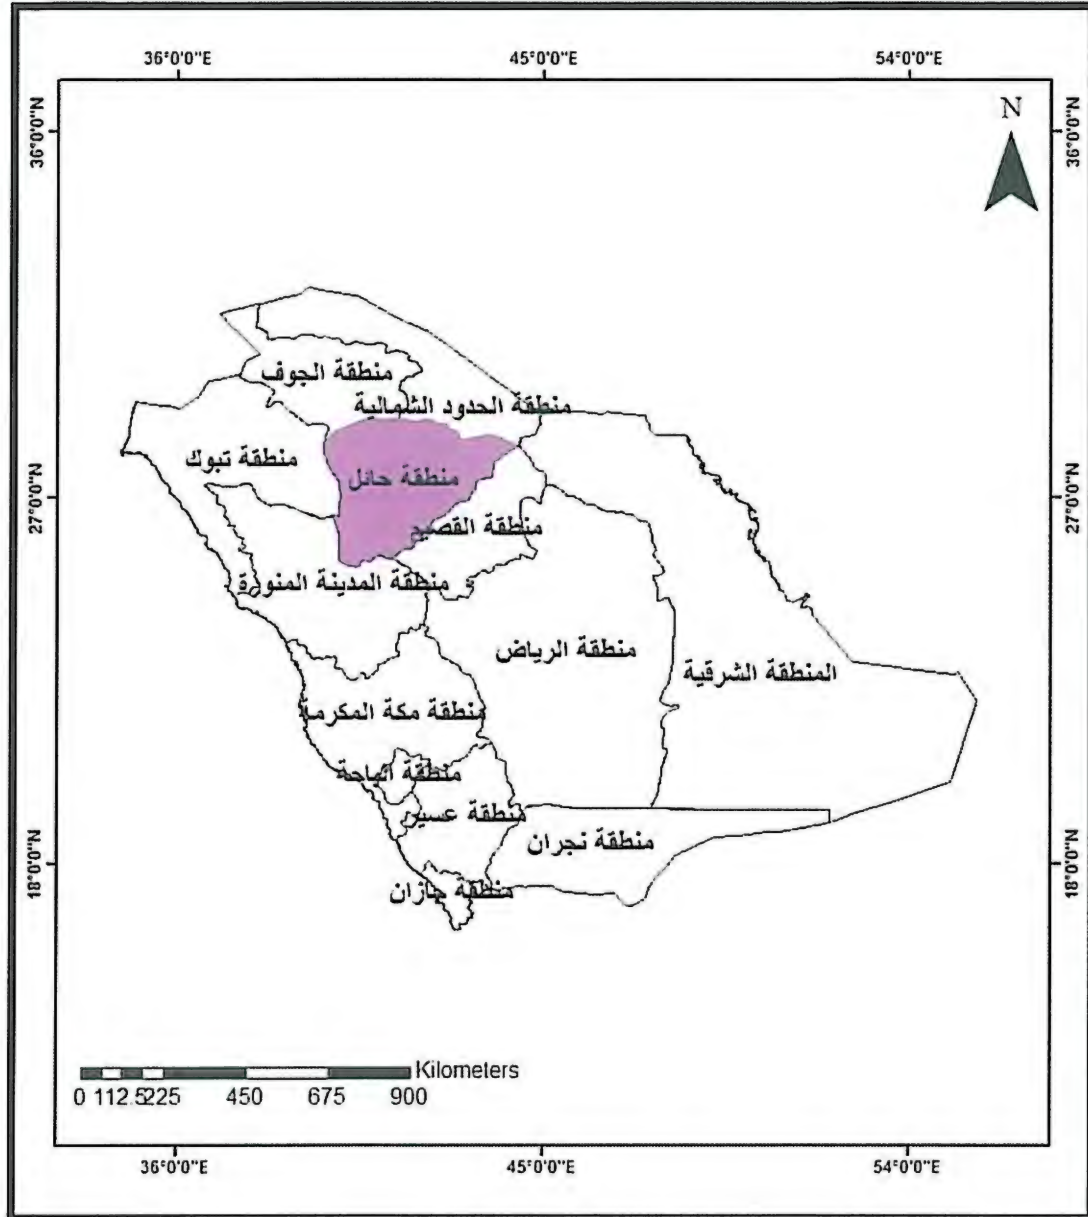 36°0'0"E 45°0'0"E 54°0'0"E
36°0'0"N 36°0'0"N
N
منطقة الجوف
منطقة الحدود الشمالية
منطقة تبوك
منطقة حائل
27°0'0"N 27°0'0"N
منطقة القصيم
منطقة المدينة المنورة
منطقة الرياض
المنطقة الشرقية
منطقة مكة المكرمة
منطقة الباحة
منطقة عسير
منطقة نجران
18°0'0"N 18°0'0"N
منطقة جازان
Kilometers
0 112.5225 450 675 900
36°0'0"E 45°0'0"E 54°0'0"E